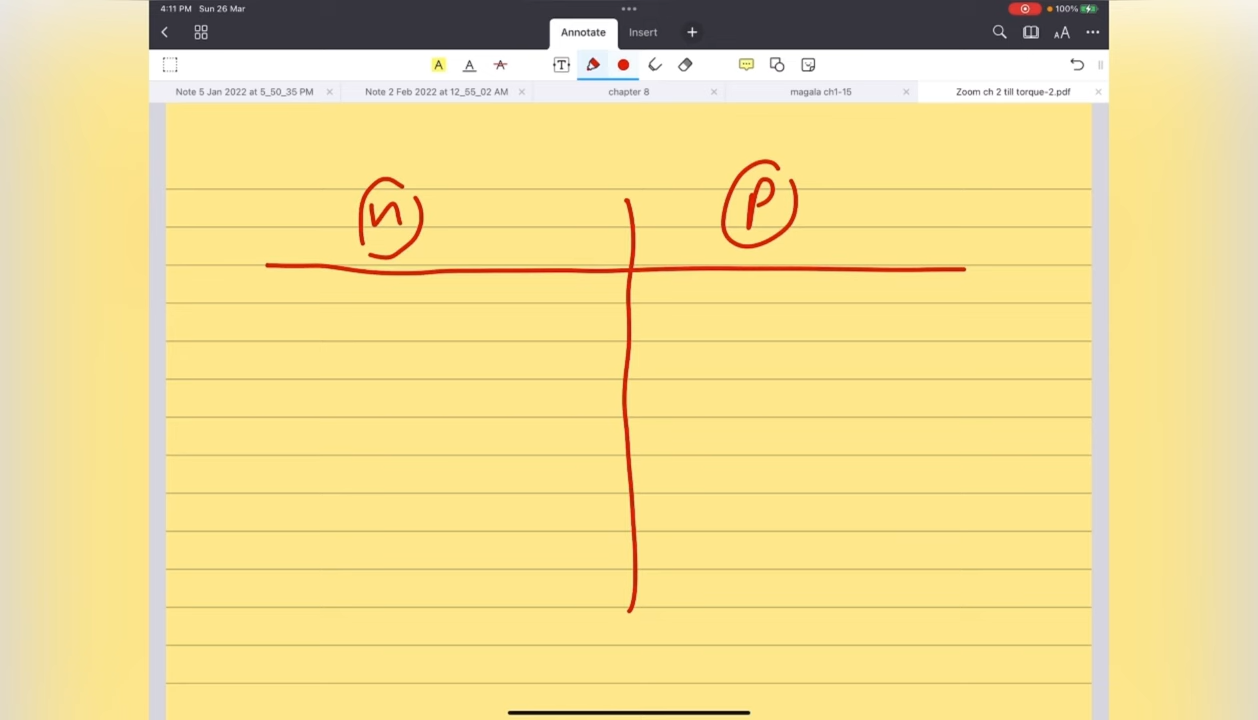 4:11 PM Sun 26 Mar
100%
Annotate Insert
AA
A A A T
Note 5 Jan 2022 at 5_50_35 PM Note 2 Feb 2022 at 12_55_02 AM chapter 8 magala ch1-15 Zoom ch 2 till torque-2.pdf
n P